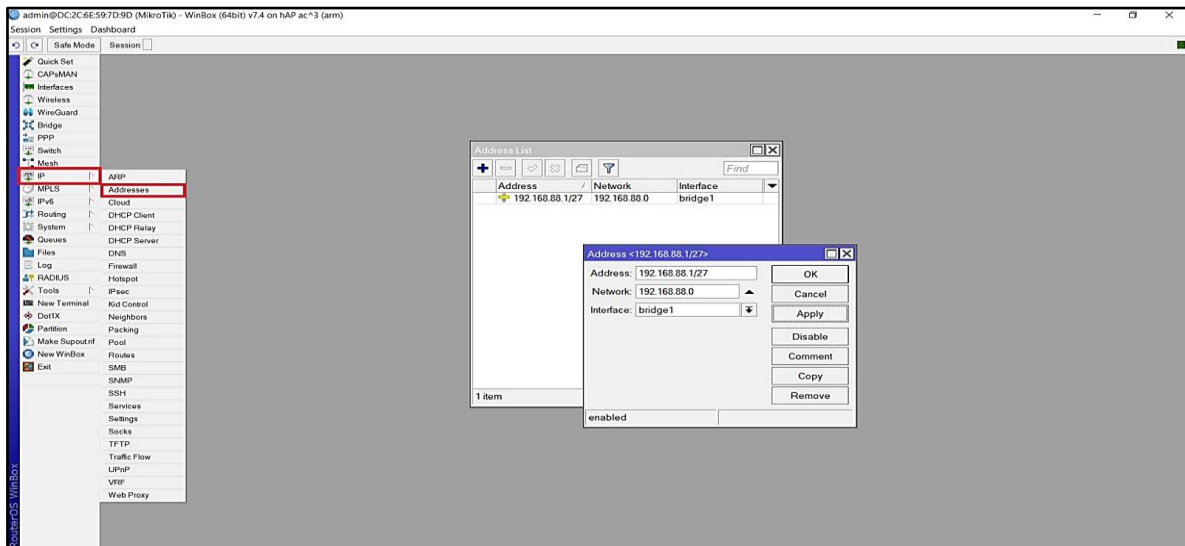 admin@DC:2C:6E:59:7D:9D (MikroTik) - WinBox (64bit) v7.4 on hAP ac^3 (arm)
Session Settings Dashboard
Safe Mode Session:
Quick Set
CAPsMAN
Interfaces
Wireless
WireGuard
Bridge
PPP
Switch
Mesh
IP
MPLS
IPv6
Routing
System
Queues
Files
Log
RADIUS
Tools
New Terminal
Dot1X
Partition
Make Supout.rif
New WinBox
Exit
RouterOS WinBox
ARP
Addresses
Cloud
DHCP Client
DHCP Relay
DHCP Server
DNS
Firewall
Hotspot
IPsec
Kid Control
Neighbors
Packing
Pool
Routes
SMB
SNMP
SSH
Services
Settings
Socks
TFTP
Traffic Flow
UPnP
VRF
Web Proxy
Address List
Find
Address / Network Interface
192.168.88.1/27 192.168.88.0 bridge1
1 item
Address <192.168.88.1/27>
Address: 192.168.88.1/27 OK
Network: 192.168.88.0 Cancel
Interface: bridge1 Apply
Disable
Comment
Copy
Remove
enabled